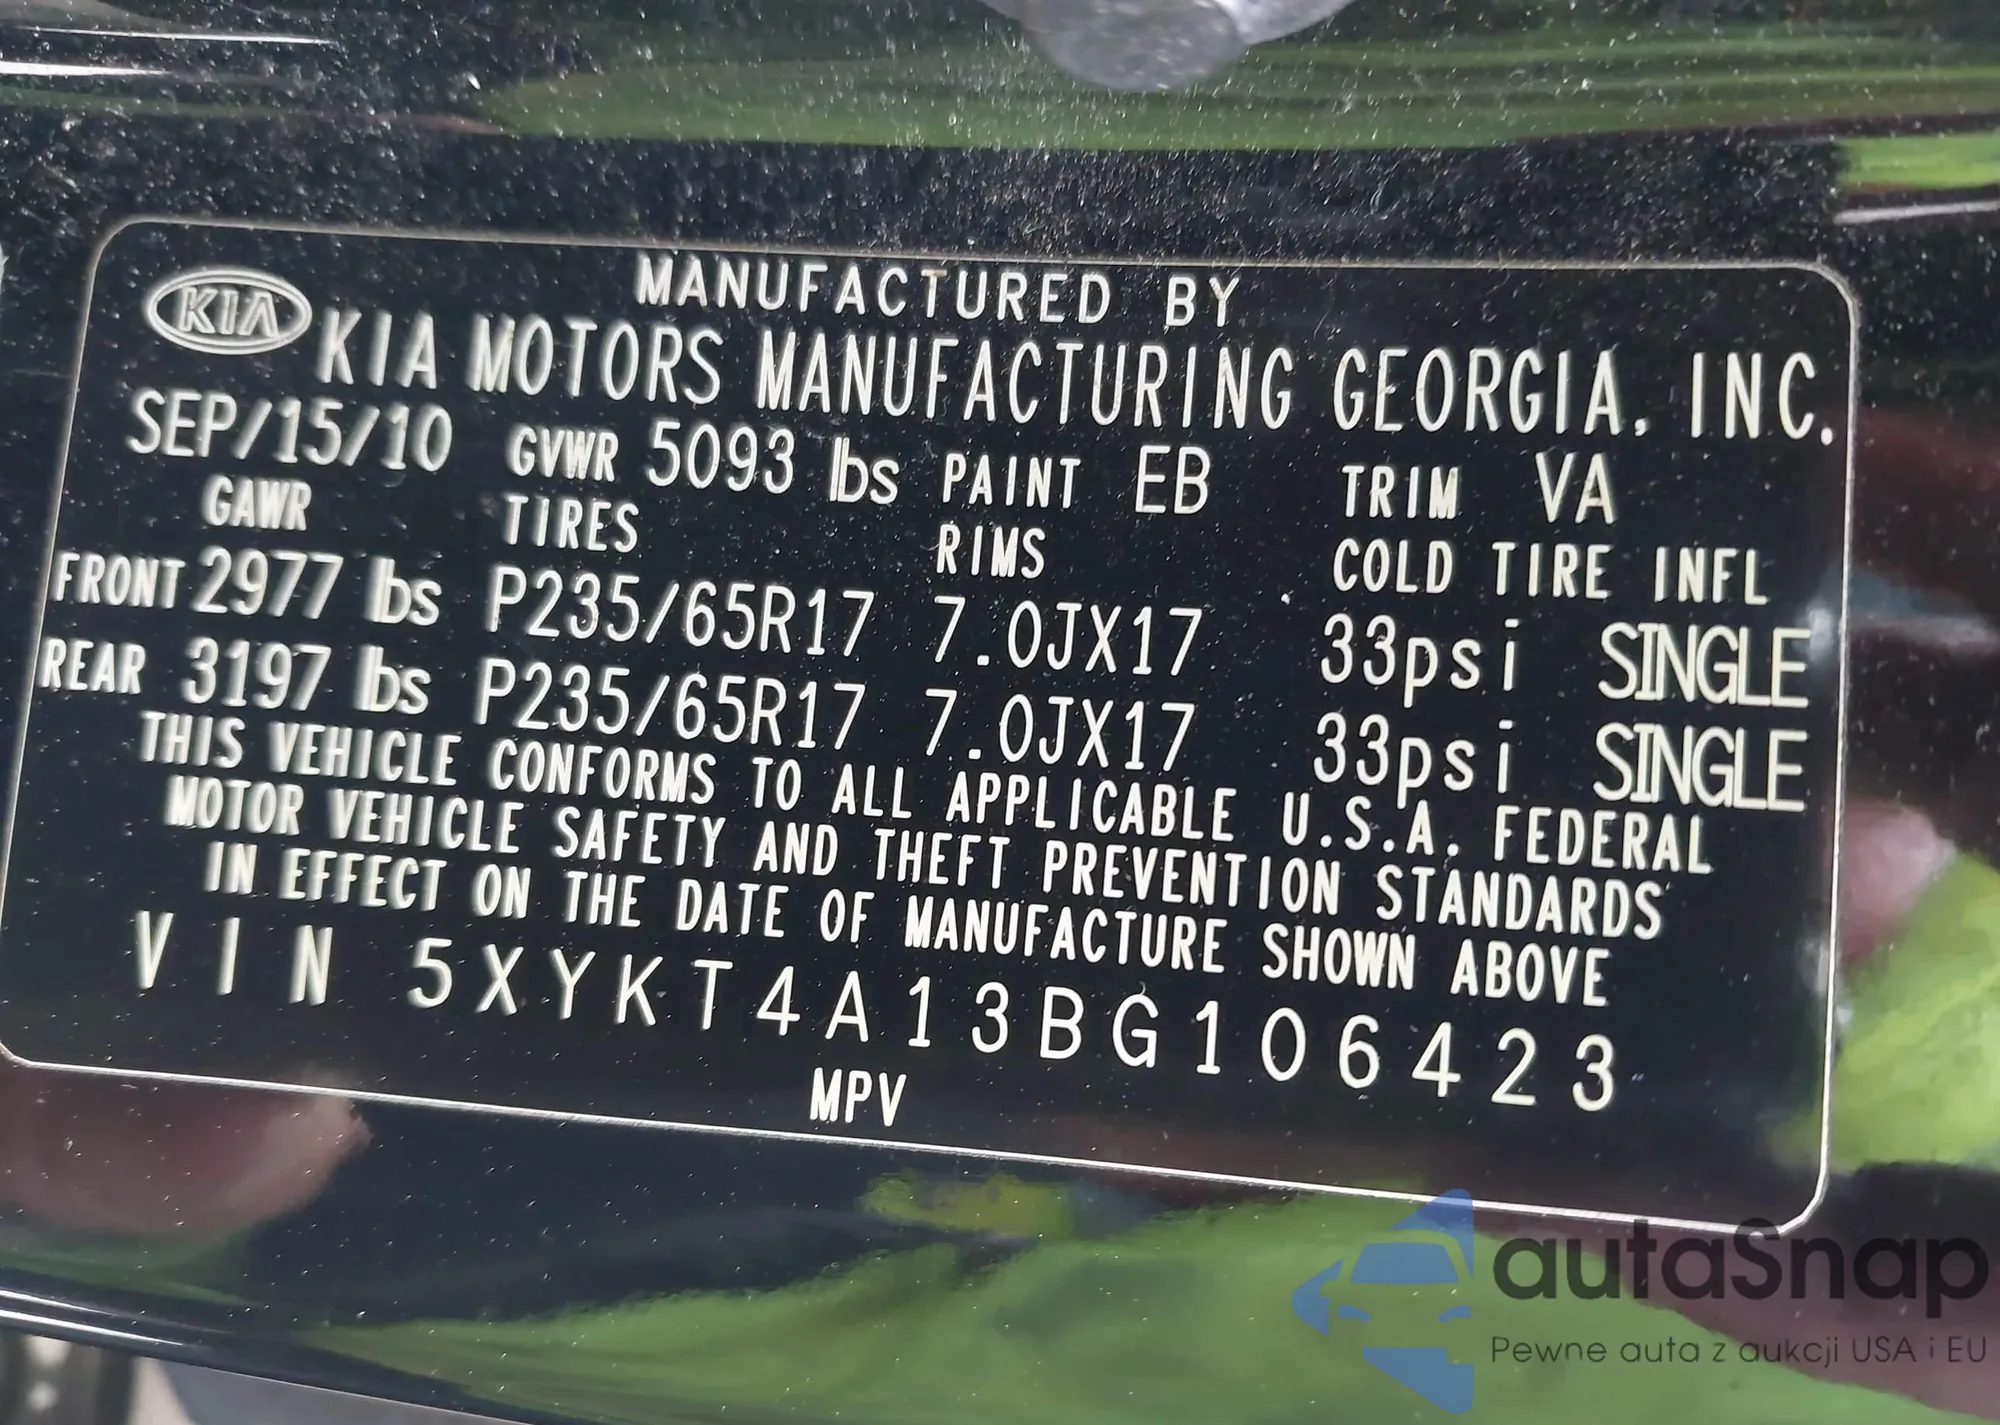 MANUFACTURED BY
KIA KIA MOTORS MANUFACTURING GEORGIA, INC.
SEP/15/10 GVWR 5093 lbs PAINT EB TRIM VA
GAWR TIRES RIMS COLD TIRE INFL
FRONT 2977 lbs P235/65R17 7.0JX17 33psi SINGLE
REAR 3197 lbs P235/65R17 7.0JX17 33psi SINGLE
THIS VEHICLE CONFORMS TO ALL APPLICABLE U.S.A. FEDERAL
MOTOR VEHICLE SAFETY AND THEFT PREVENTION STANDARDS
IN EFFECT ON THE DATE OF MANUFACTURE SHOWN ABOVE
VIN 5XYKT4A13BG106423
MPV
autaSnap
Pewne auta z aukcji USA i EU